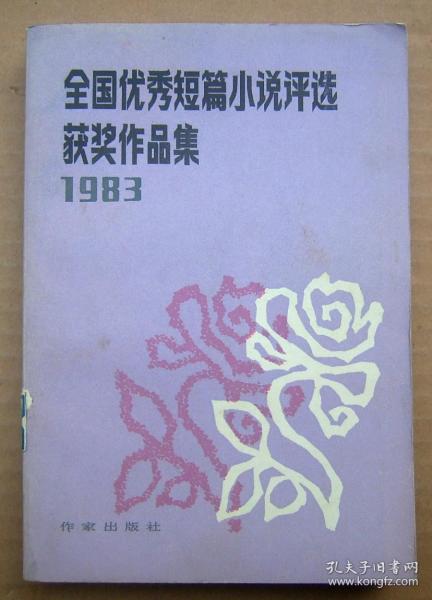 全国优秀短篇小说评选
获奖作品集
1983
作家出版社
孔夫子旧书网
www.kongfz.com